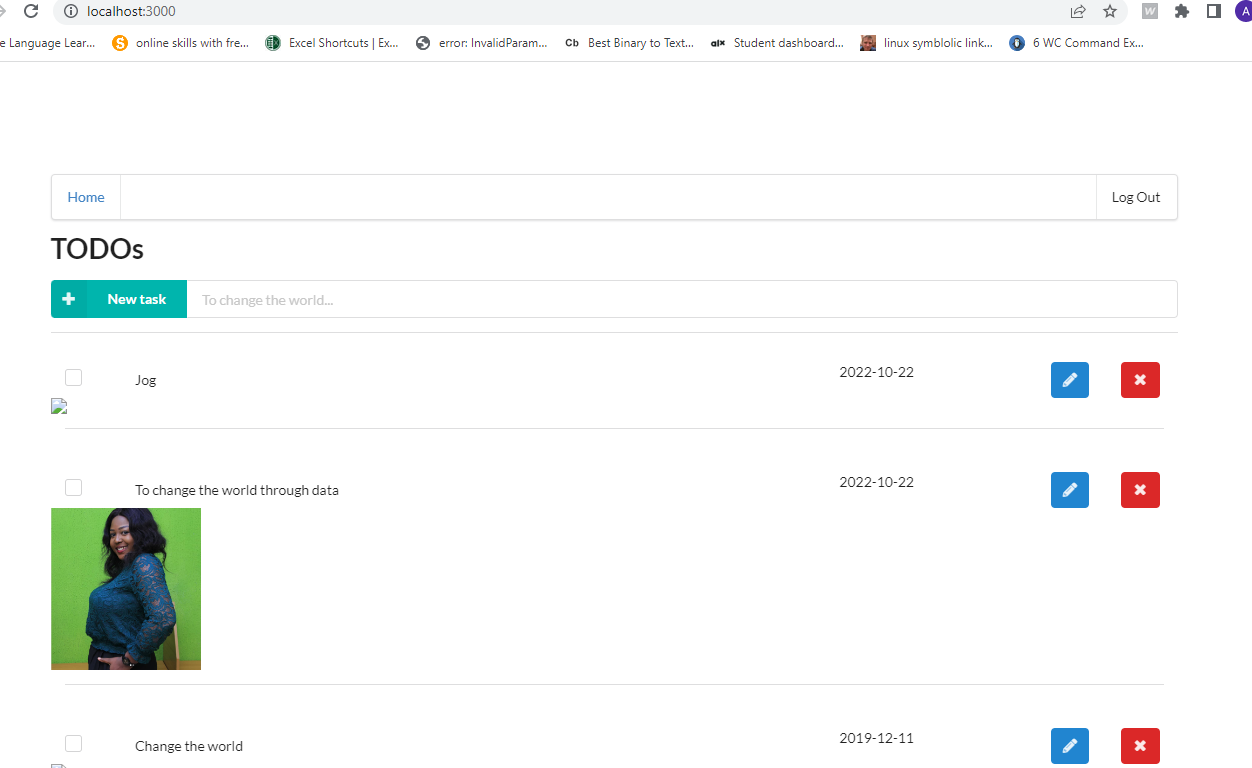 localhost:3000
W
A
e Language Lear...
S
online skills with fre...
Excel Shortcuts | Ex...
error: InvalidParam...
Cb
Best Binary to Text...
alx
Student dashboard...
linux symblolic link...
6 WC Command Ex...
Home
Log Out
TODOs
New task
To change the world...
Jog
2022-10-22
To change the world through data
2022-10-22
Change the world
2019-12-11